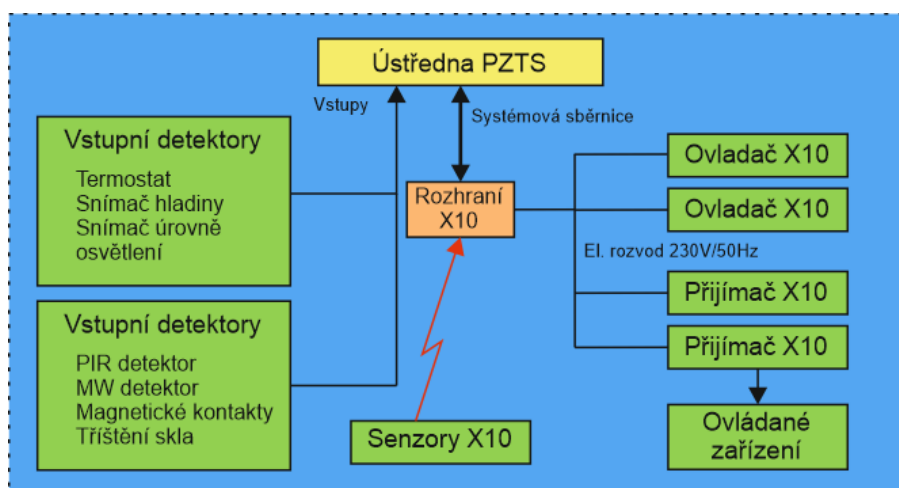 Ústředna PZTS
Vstupy
Systémová sběrnice
Vstupní detektory
Termostat
Snímač hladiny
Snímač úrovně
osvětlení
Vstupní detektory
PIR detektor
MW detektor
Magnetické kontakty
Tříštění skla
Rozhraní
X10
Senzory X10
Ovladač X10
Ovladač X10
El. rozvod 230V/50Hz
Přijímač X10
Přijímač X10
Ovládané
zařízení